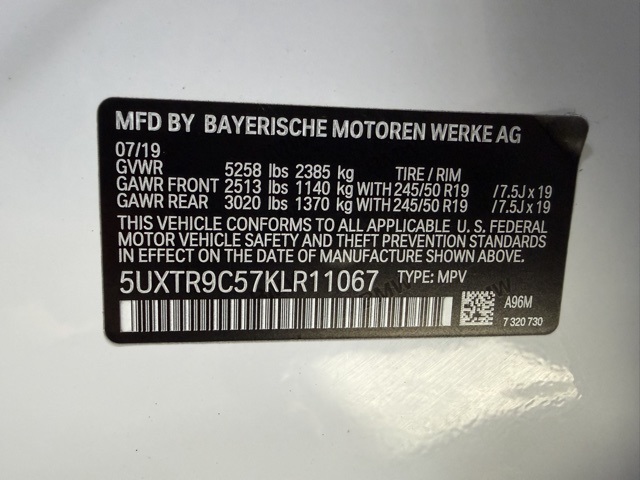 MFD BY BAYERISCHE MOTOREN WERKE AG
07/19
GVWR 5258 lbs 2385 kg TIRE / RIM
GAWR FRONT 2513 lbs 1140 kg WITH 245/50 R19 /7.5J x 19
GAWR REAR 3020 lbs 1370 kg WITH 245/50 R19 /7.5J x 19
THIS VEHICLE CONFORMS TO ALL APPLICABLE U. S. FEDERAL
MOTOR VEHICLE SAFETY AND THEFT PREVENTION STANDARDS
IN EFFECT ON THE DATE OF MANUFACTURE SHOWN ABOVE.
5UXTR9C57KLR11067 TYPE: MPV
A96M
7 320 730